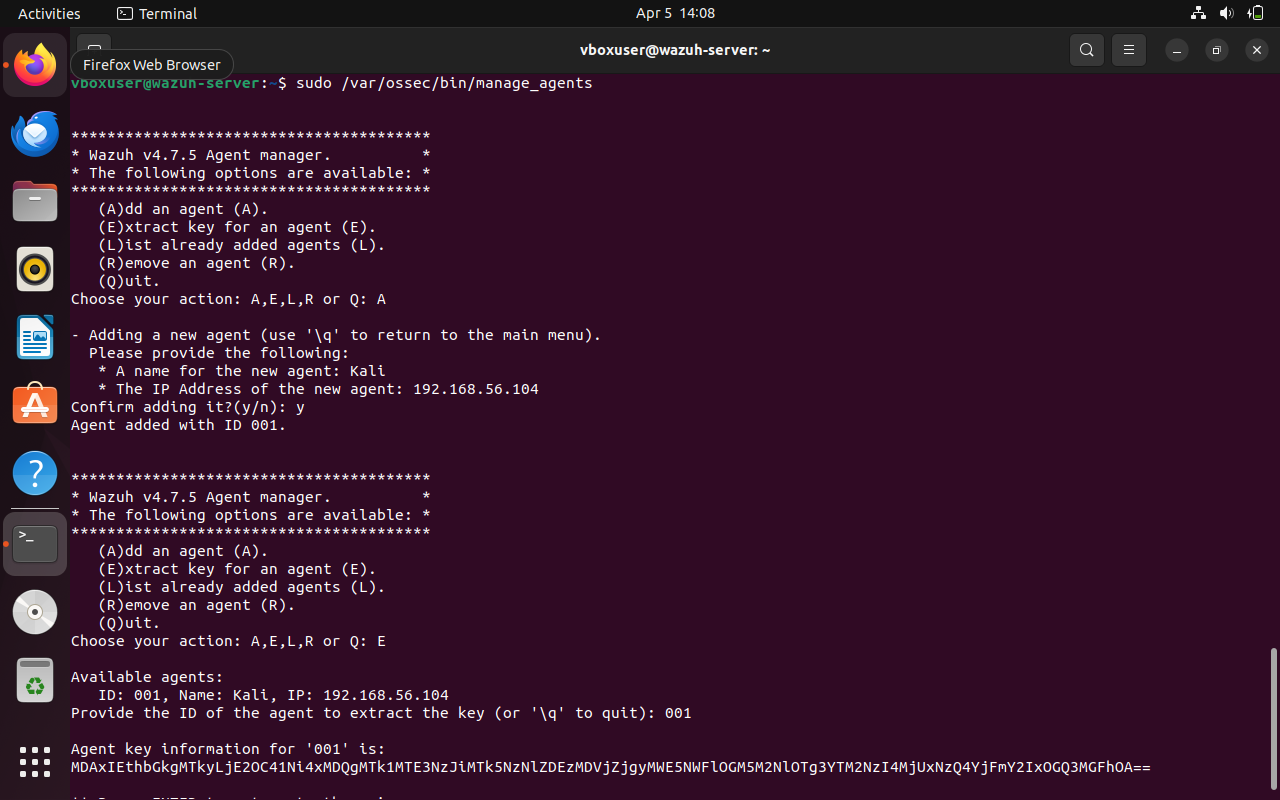 Activities
Terminal
Apr 5 14:08
vboxuser@wazuh-server: ~
Firefox Web Browser
vboxuser@wazuh-server:~$ sudo /var/ossec/bin/manage_agents
****************************************
* Wazuh v4.7.5 Agent manager. *
* The following options are available: *
****************************************
(A)dd an agent (A).
(E)xtract key for an agent (E).
(L)ist already added agents (L).
(R)emove an agent (R).
(Q)uit.
Choose your action: A,E,L,R or Q: A
- Adding a new agent (use '\q' to return to the main menu).
Please provide the following:
* A name for the new agent: Kali
* The IP Address of the new agent: 192.168.56.104
Confirm adding it?(y/n): y
Agent added with ID 001.
****************************************
* Wazuh v4.7.5 Agent manager. *
* The following options are available: *
****************************************
(A)dd an agent (A).
(E)xtract key for an agent (E).
(L)ist already added agents (L).
(R)emove an agent (R).
(Q)uit.
Choose your action: A,E,L,R or Q: E
Available agents:
ID: 001, Name: Kali, IP: 192.168.56.104
Provide the ID of the agent to extract the key (or '\q' to quit): 001
Agent key information for '001' is:
MDAxIEthbGkgMTkyLjE2OC41Ni4xMDQgMTk1MTE3NzJiMTk5NzNlZDEzMDVjZjgyMWE5NWFlOGM5M2NlOTg3YTM2NzI4MjUxNzQ4YjFmY2IxOGQ3MGFhOA==